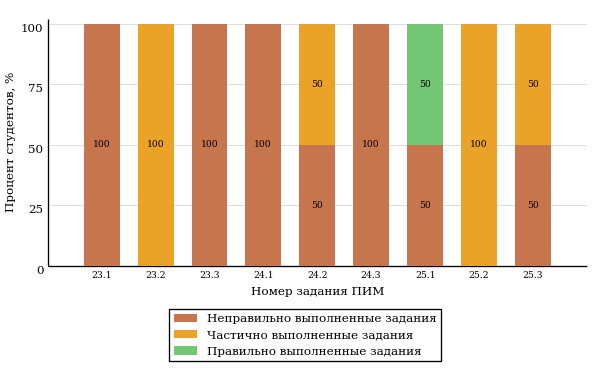 Процент студентов, %
100
75
50
25
0
50 50 50
100 100 100 100 100 100
50 50 50
23.1 23.2 23.3 24.1 24.2 24.3 25.1 25.2 25.3
Номер задания ПИМ
Неправильно выполненные задания
Частично выполненные задания
Правильно выполненные задания